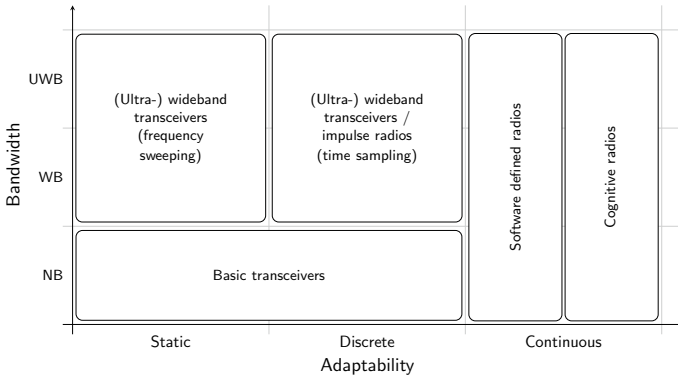 UWB
WB
NB
Bandwidth
(Ultra-) wideband
transceivers
(frequency
sweeping)
(Ultra-) wideband
transceivers /
impulse radios
(time sampling)
Software defined radios
Cognitive radios
Basic transceivers
Static
Discrete
Continuous
Adaptability